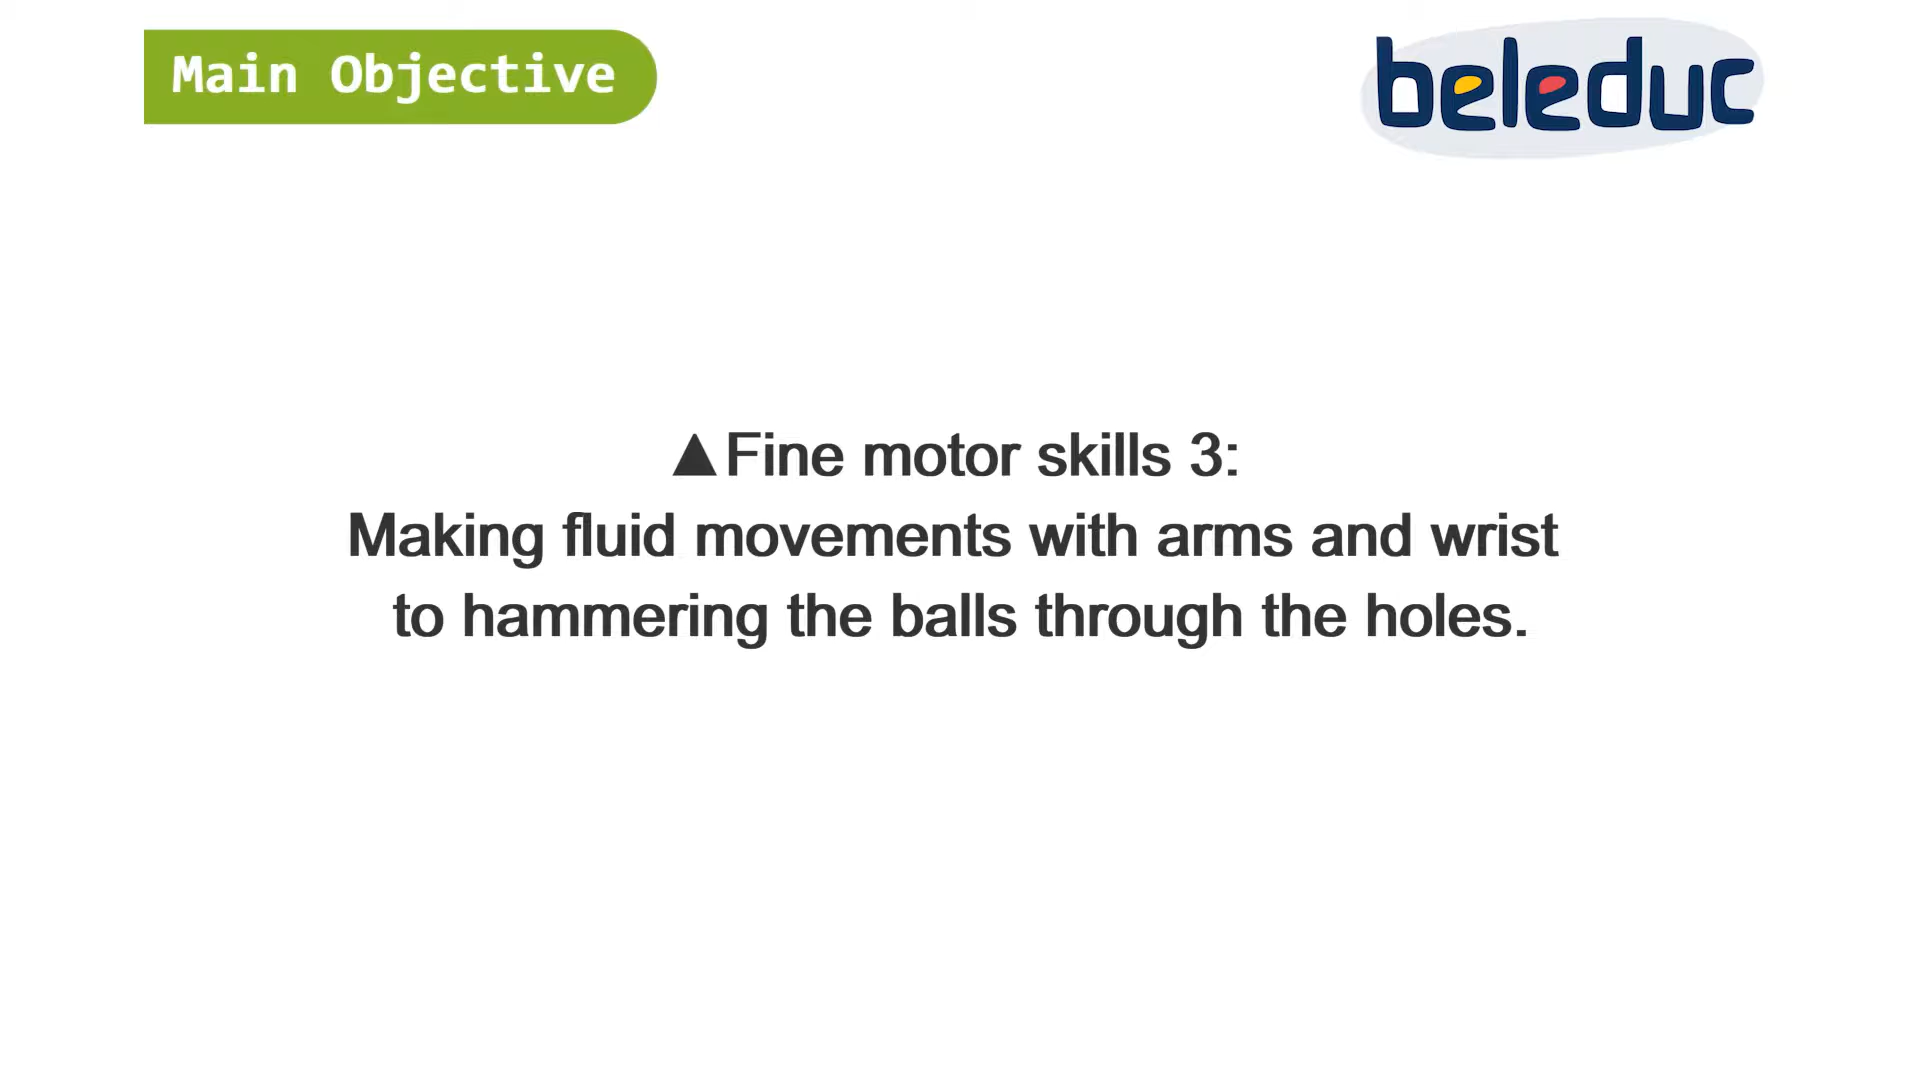 Main Objective
beleduc
▲Fine motor skills 3:
Making fluid movements with arms and wrist
to hammering the balls through the holes.